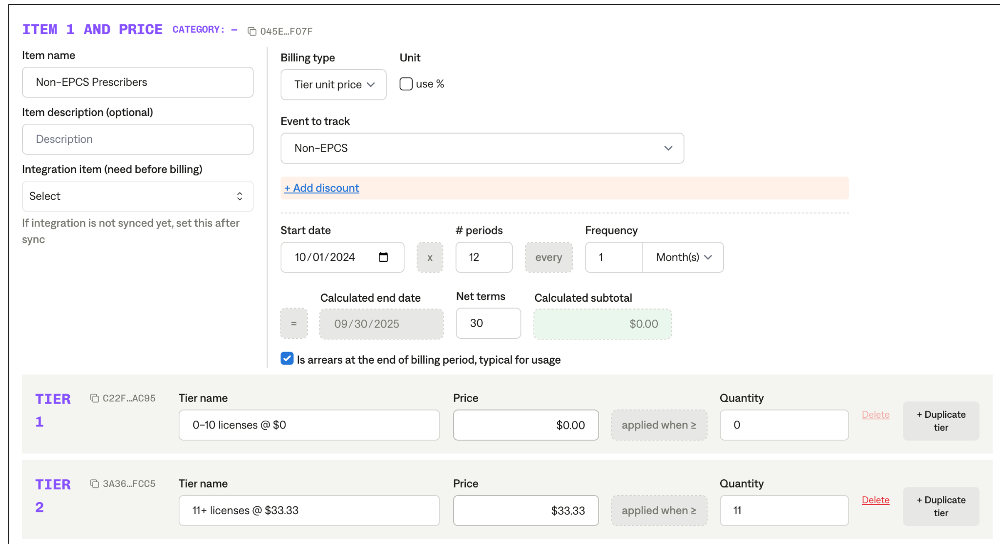 ITEM 1 AND PRICE CATEGORY: – 045E…F07F
Item name
Non-EPCS Prescribers
Item description (optional)
Description
Integration item (need before billing)
Select
If integration is not synced yet, set this after
sync
Billing type Unit
Tier unit price use %
Event to track
Non-EPCS
+ Add discount
Start date # periods Frequency
10/01/2024 x 12 every 1 Month(s)
Calculated end date Net terms Calculated subtotal
= 09/30/2025 30 $0.00
Is arrears at the end of billing period, typical for usage
TIER
1
C22F…AC95
Tier name Price Quantity
0-10 licenses @ $0 $0.00 applied when ≥ 0
Delete
+ Duplicate
tier
TIER
2
3A36…FCC5
Tier name Price Quantity
11+ licenses @ $33.33 $33.33 applied when ≥ 11
Delete
+ Duplicate
tier